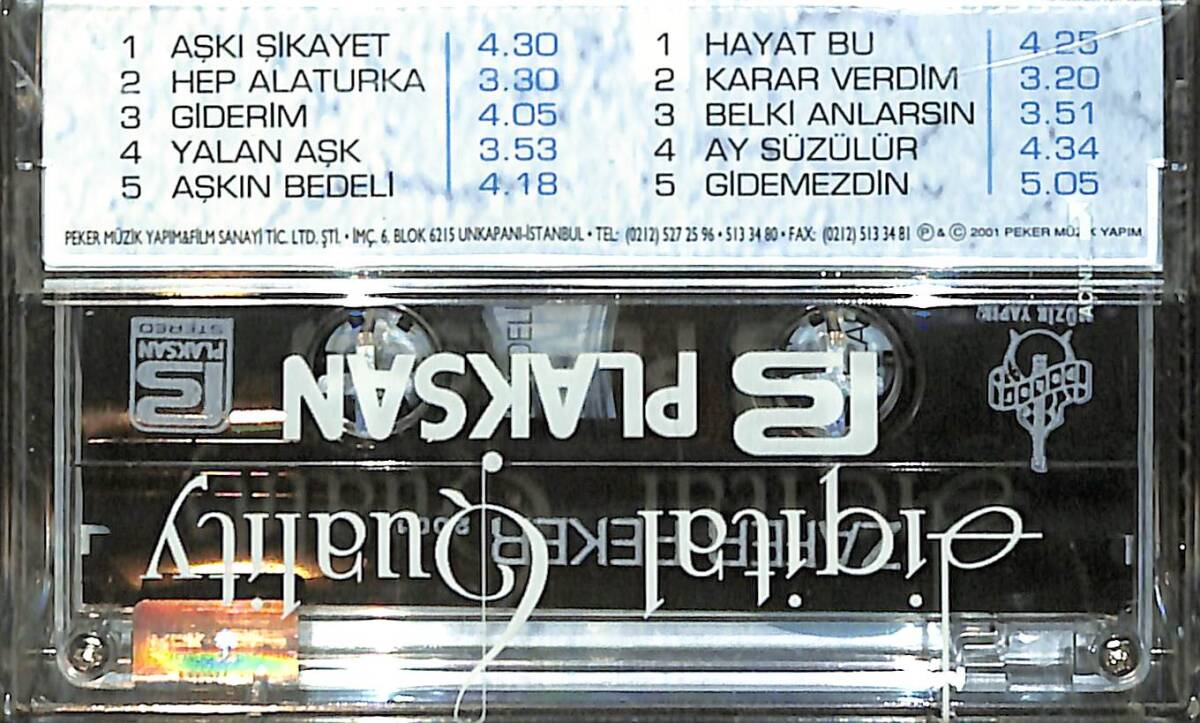 1 AŞKI ŞİKAYET 4.30
2 HEP ALATURKA 3.30
3 GİDERİM 4.05
4 YALAN AŞK 3.53
5 AŞKIN BEDELİ 4.18
1 HAYAT BU 4.25
2 KARAR VERDİM 3.20
3 BELKİ ANLARSIN 3.51
4 AY SÜZÜLÜR 4.34
5 GİDEMEZDİN 5.05
PEKER MÜZİK YAPIM&FİLM SANAYİ TİC. LTD. ŞTİ. • İMÇ. 6. BLOK 6215 UNKAPANI-İSTANBUL • TEL: (0212) 527 25 96 • 513 34 80 • FAX: (0212) 513 34 81 ℗ & © 2001 PEKER MÜZİK YAPIM
MÜZİK YAPIM
PLAKSAN
PLAKSAN
STEREO
Digital Quality
PEKER 2001